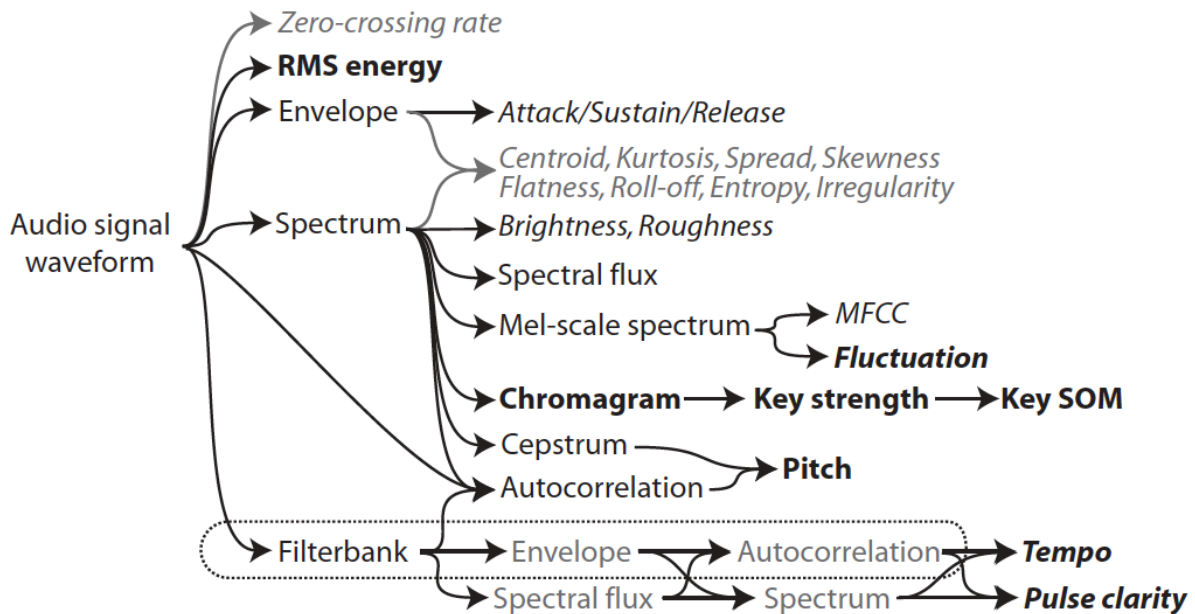 Zero-crossing rate
RMS energy
Envelope
Attack/Sustain/Release
Centroid, Kurtosis, Spread, Skewness
Flatness, Roll-off, Entropy, Irregularity
Audio signal
waveform
Spectrum
Brightness, Roughness
Spectral flux
Mel-scale spectrum
MFCC
Fluctuation
Chromagram
Key strength
Key SOM
Cepstrum
Pitch
Autocorrelation
Filterbank
Envelope
Autocorrelation
Tempo
Spectral flux
Spectrum
Pulse clarity